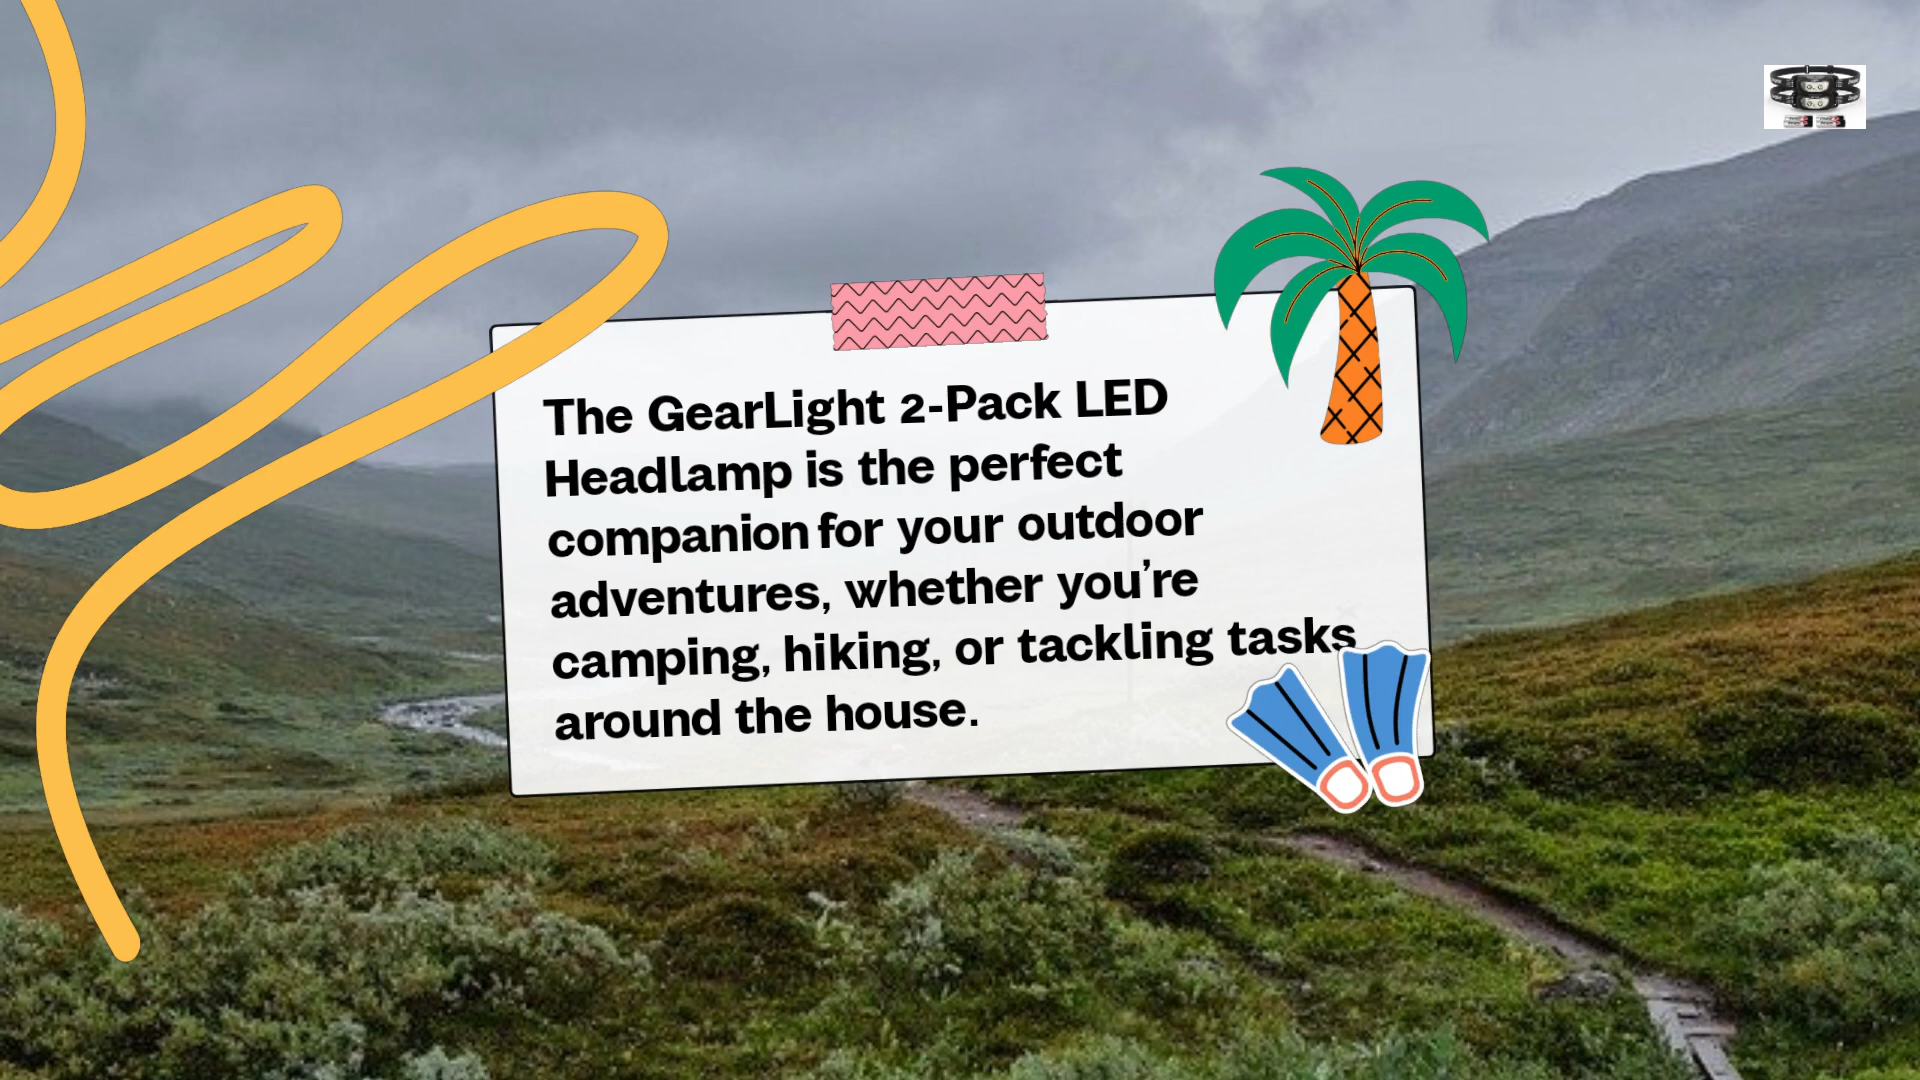 The GearLight 2-Pack LED
Headlamp is the perfect
companion for your outdoor
adventures, whether you’re
camping, hiking, or tackling tasks
around the house.